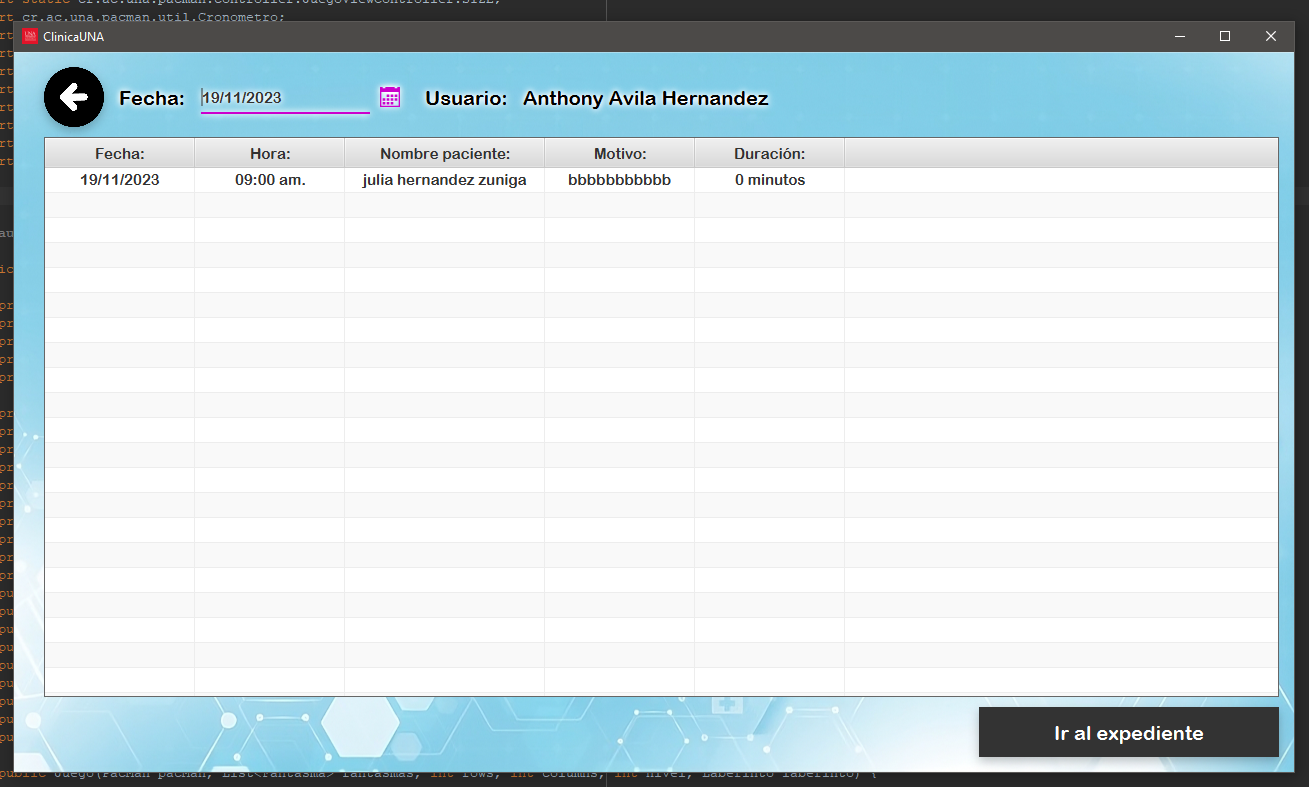 rt static cr.ac.una.pacman.controller.JuegoViewController.SIZE;
rt cr.ac.una.pacman.util.Cronometro;
ClinicaUNA
Fecha: 19/11/2023 Usuario: Anthony Avila Hernandez
Fecha: Hora: Nombre paciente: Motivo: Duración:
19/11/2023 09:00 am. julia hernandez zuniga bbbbbbbbbbb 0 minutos
Ir al expediente
public Juego(PacMan pacMan, List<Fantasma> fantasmas, int rows, int columns, int nivel, Laberinto laberinto) {